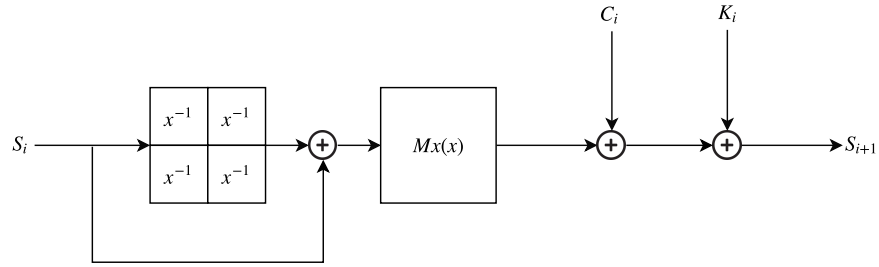 C_i K_i
x^{-1} x^{-1}
S_i + Mx(x) + + S_{i+1}
x^{-1} x^{-1}